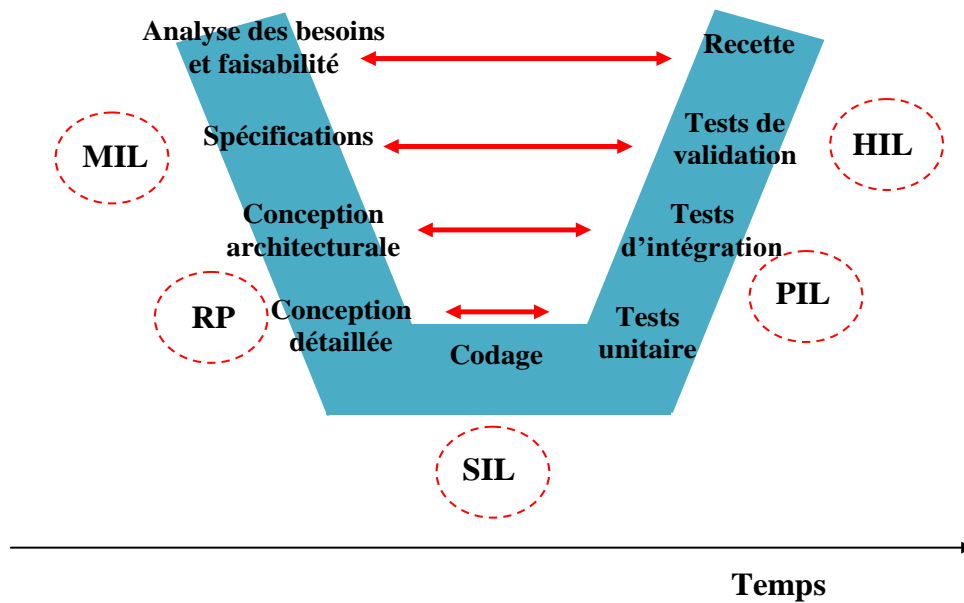 Analyse des besoins
et faisabilité
Recette
MIL
Spécifications
Tests de
validation
HIL
Conception
architecturale
Tests
d’intégration
RP
Conception
détaillée
Codage
Tests
unitaire
PIL
SIL
Temps